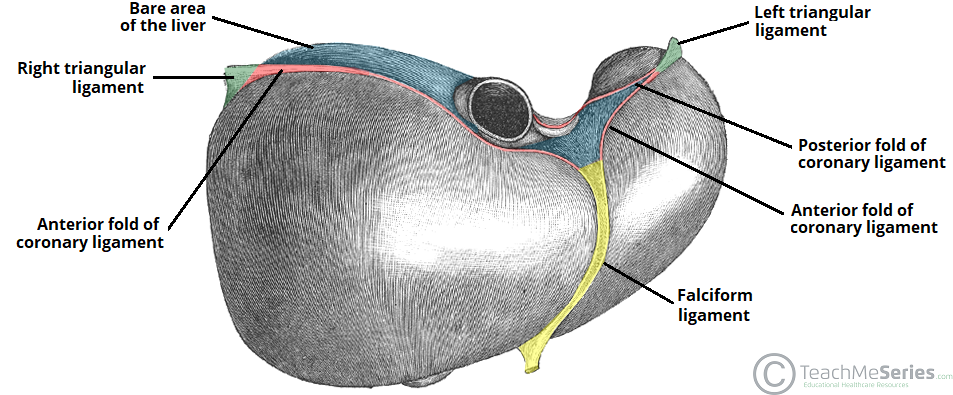 Bare area
of the liver
Left triangular
ligament
Right triangular
ligament
Posterior fold of
coronary ligament
Anterior fold of
coronary ligament
Anterior fold of
coronary ligament
Falciform
ligament
© TeachMeSeries.com
Educational Healthcare Resources